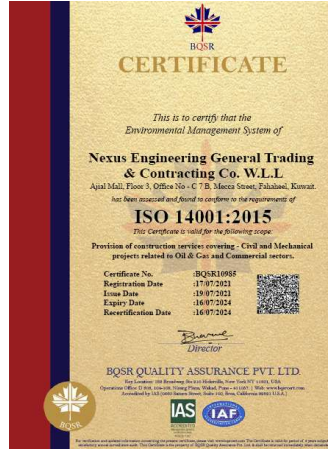 BQSR
CERTIFICATE
This is to certify that the
Environmental Management System of
Nexus Engineering General Trading
& Contracting Co. W.L.L
Ajial Mall, Floor 3, Office No - C 7 B, Mecca Street, Fahaheel, Kuwait.
has been assessed and found to conform to the requirements of
ISO 14001:2015
This Certificate is valid for the following scope:
Provision of construction services covering - Civil and Mechanical
projects related to Oil & Gas and Commercial sectors.
Certificate No. :BQSR10985
Registration Date :17/07/2021
Issue Date :19/07/2021
Expiry Date :16/07/2024
Recertification Date :16/07/2024
Director
BQSR QUALITY ASSURANCE PVT. LTD.
IAS
IAF
BQSR